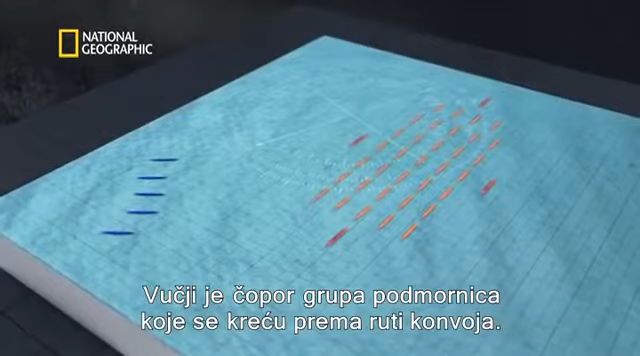 NATIONAL
GEOGRAPHIC
Vučji je čopor grupa podmornica
koje se kreću prema ruti konvoja.